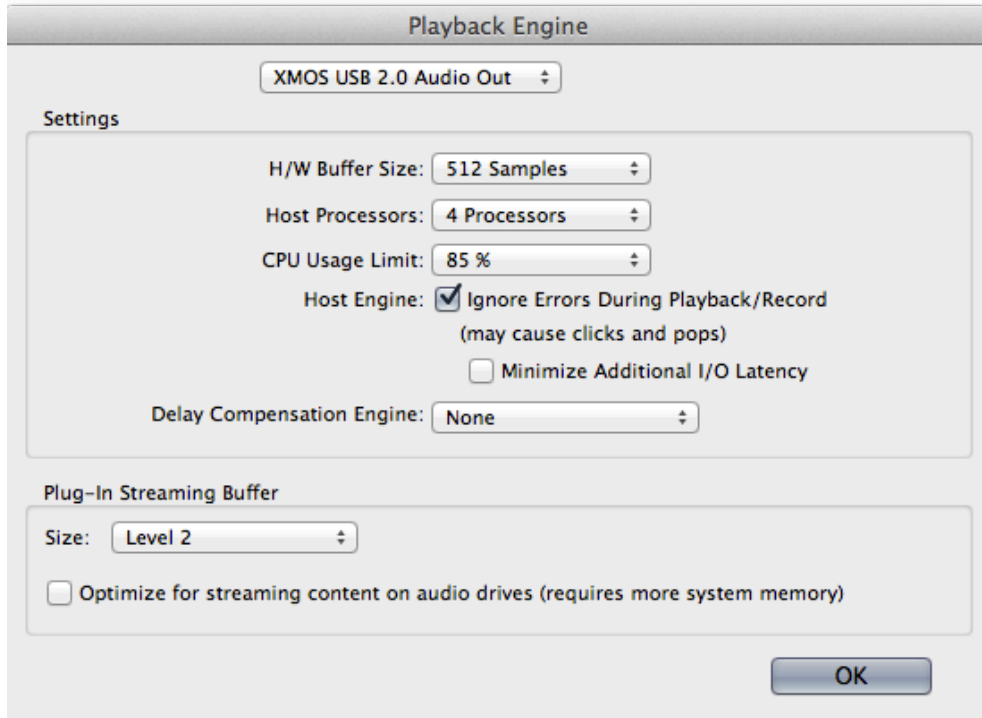 Playback Engine
XMOS USB 2.0 Audio Out
Settings
H/W Buffer Size: 512 Samples
Host Processors: 4 Processors
CPU Usage Limit: 85 %
Host Engine: Ignore Errors During Playback/Record
(may cause clicks and pops)
Minimize Additional I/O Latency
Delay Compensation Engine: None
Plug-In Streaming Buffer
Size: Level 2
Optimize for streaming content on audio drives (requires more system memory)
OK